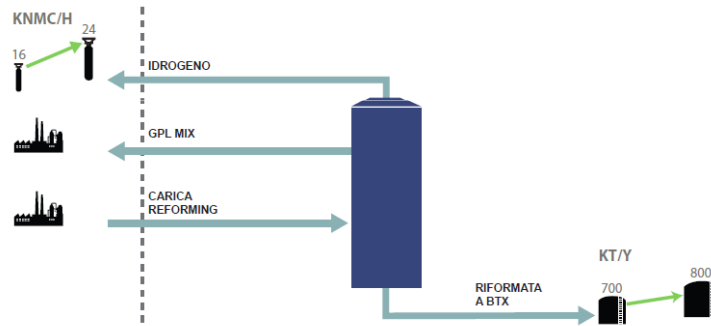 KNMC/H
24
16
IDROGENO
GPL MIX
CARICA
REFORMING
KT/Y
800
700
RIFORMATA
A BTX